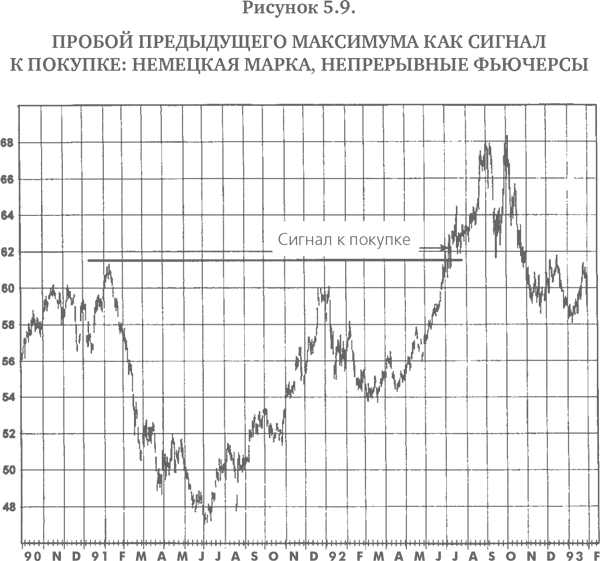 Рисунок 5.9.
ПРОБОЙ ПРЕДЫДУЩЕГО МАКСИМУМА КАК СИГНАЛ
К ПОКУПКЕ: НЕМЕЦКАЯ МАРКА, НЕПРЕРЫВНЫЕ ФЬЮЧЕРСЫ
68
66
64
Сигнал к покупке
62
60
58
56
54
52
50
48
90 N D 91 F M A M J J A S O N D 92 F M A M J J A S O N D 93 F